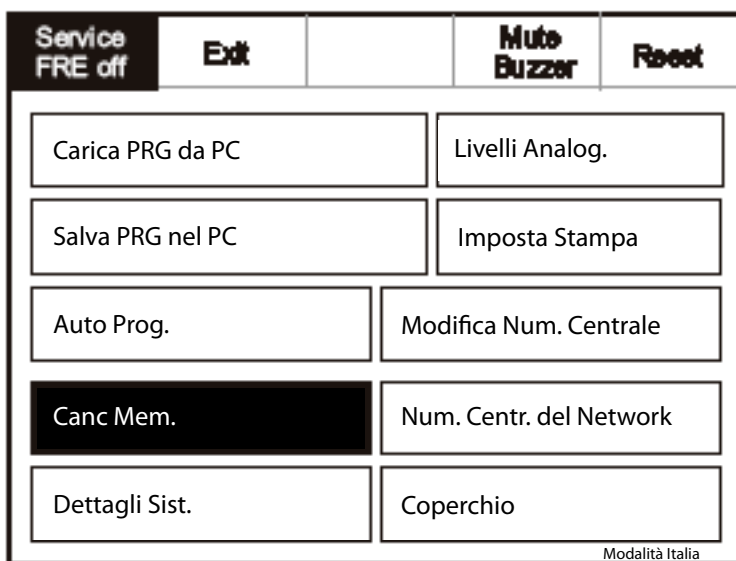 Service
FRE off
Exit
Mute
Buzzer
Reset
Carica PRG da PC
Livelli Analog.
Salva PRG nel PC
Imposta Stampa
Auto Prog.
Modifica Num. Centrale
Canc Mem.
Num. Centr. del Network
Dettagli Sist.
Coperchio
Modalità Italia